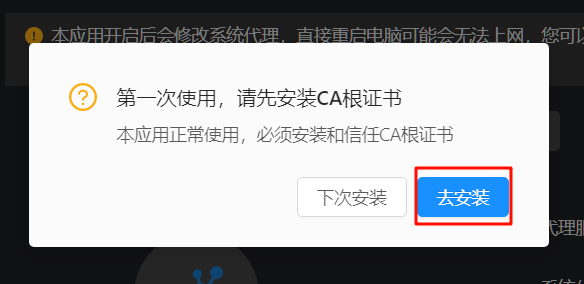 本应用开启后会修改系统代理，直接重启电脑可能会无法上网，您可以
第一次使用，请先安装CA根证书
本应用正常使用，必须安装和信任CA根证书
下次安装 去安装
代理服